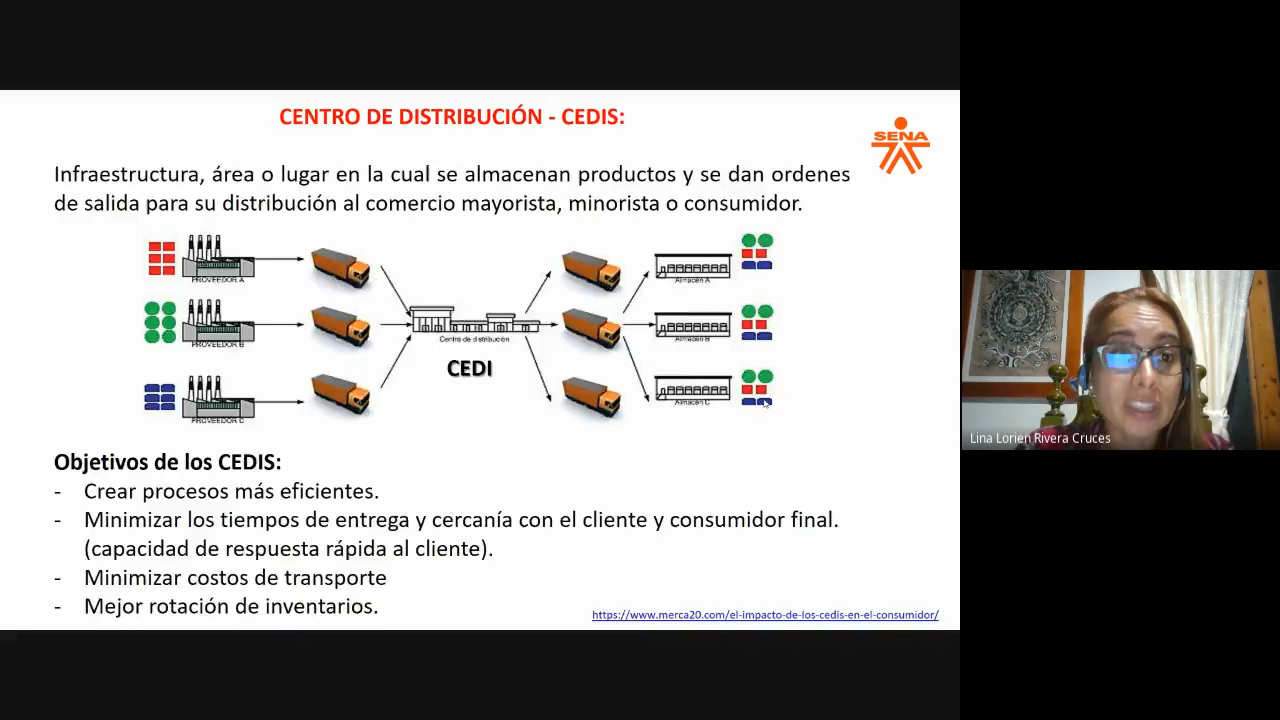 CENTRO DE DISTRIBUCIÓN - CEDIS:
SENA
Infraestructura, área o lugar en la cual se almacenan productos y se dan ordenes
de salida para su distribución al comercio mayorista, minorista o consumidor.
PROVEEDOR A
Almacén A
PROVEEDOR B
Centro de distribución
Almacén B
CEDI
PROVEEDOR C
Almacén C
Lina Lorien Rivera Cruces
Objetivos de los CEDIS:
- Crear procesos más eficientes.
- Minimizar los tiempos de entrega y cercanía con el cliente y consumidor final.
(capacidad de respuesta rápida al cliente).
- Minimizar costos de transporte
- Mejor rotación de inventarios.
https://www.merca20.com/el-impacto-de-los-cedis-en-el-consumidor/